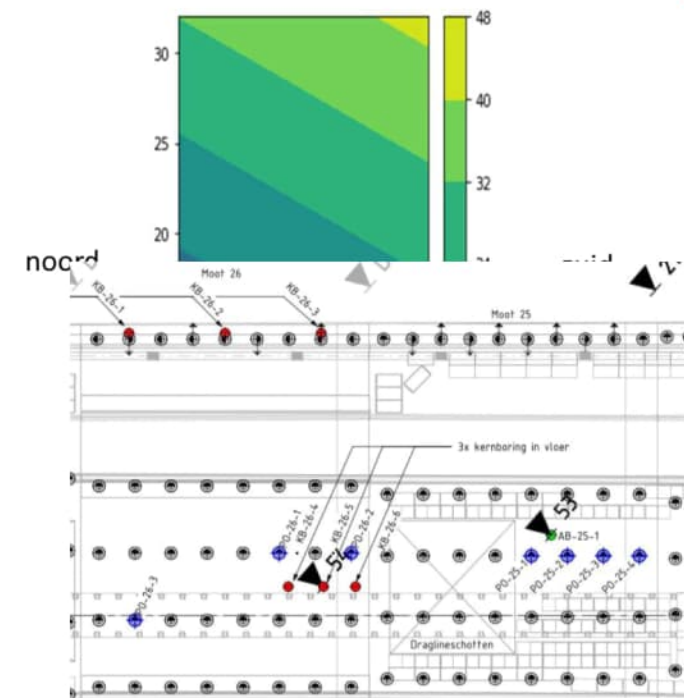 48
30
40
25
32
20
noord
Moot 26
KB-26-1
KB-26-2
KB-26-3
Moot 25
3x kernboring in vloer
PO-26-1
KB-26-4
KB-26-5
PO-26-2
KB-26-6
53
AB-25-1
54
PO-25-1
PO-25-2
PO-25-3
PO-25-4
PO-26-3
Draglineschotten